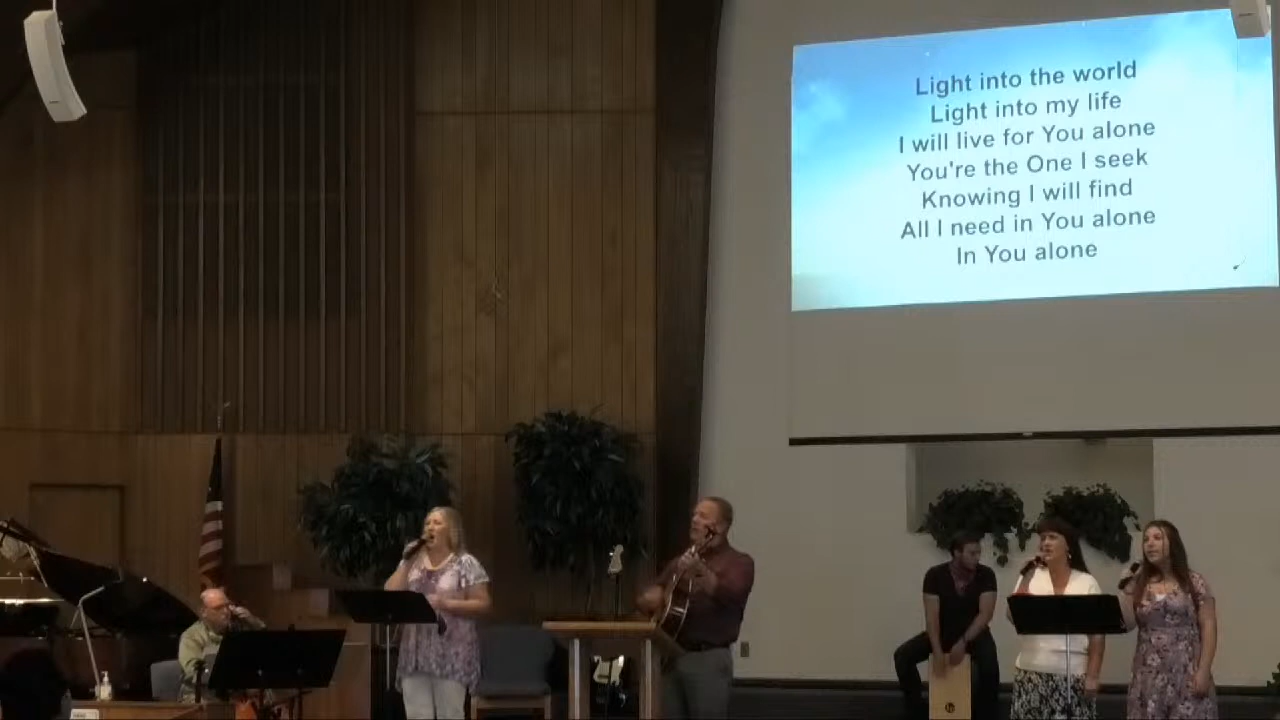 Light into the world
Light into my life
I will live for You alone
You're the One I seek
Knowing I will find
All I need in You alone
In You alone